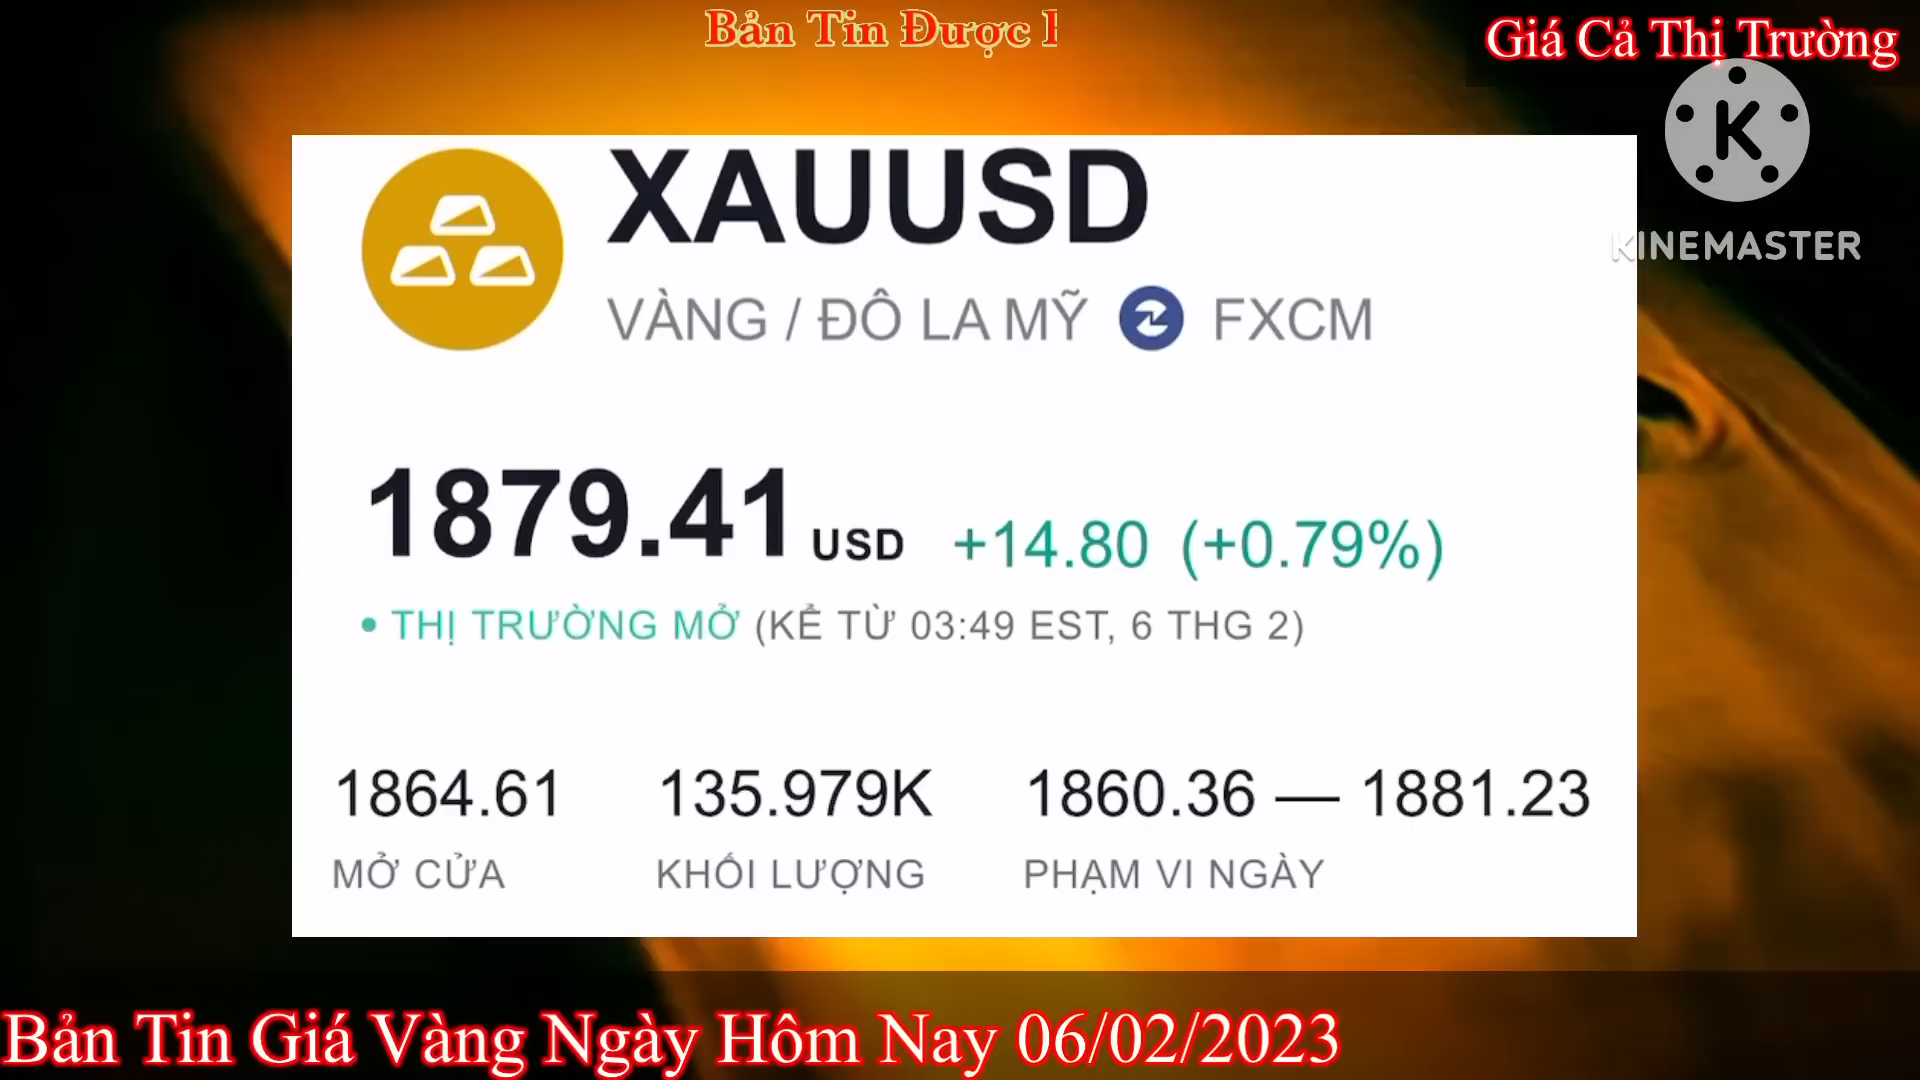 Bản Tin Được
Giá Cả Thị Trường
K
KINEMASTER
XAUUSD
VÀNG / ĐÔ LA MỸ FXCM
1879.41 USD +14.80 (+0.79%)
• THỊ TRƯỜNG MỞ (KỂ TỪ 03:49 EST, 6 THG 2)
1864.61 135.979K 1860.36 — 1881.23
MỞ CỬA KHỐI LƯỢNG PHẠM VI NGÀY
Bản Tin Giá Vàng Ngày Hôm Nay 06/02/2023